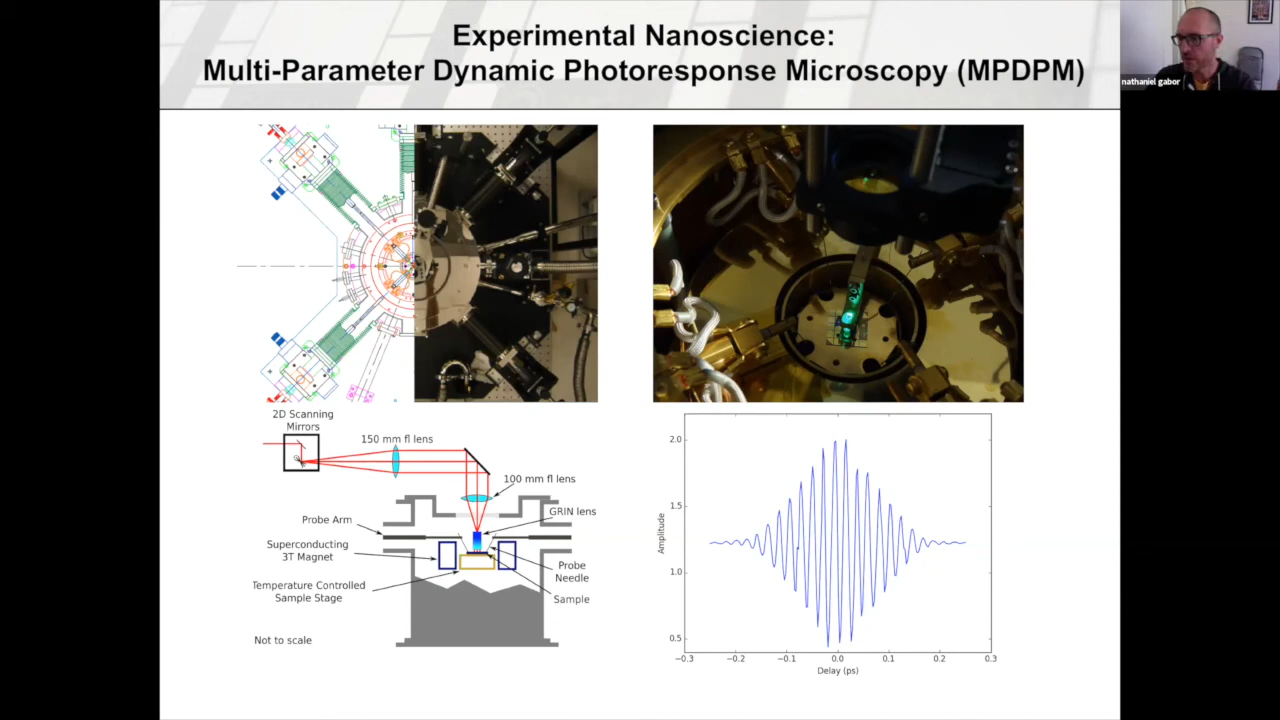 Experimental Nanoscience:
Multi-Parameter Dynamic Photoresponse Microscopy (MPDPM)
nathaniel gabor
2D Scanning
Mirrors
150 mm fl lens
100 mm fl lens
GRIN lens
Probe Arm
Superconducting
3T Magnet
Probe
Needle
Temperature Controlled
Sample Stage
Sample
Not to scale
2.0
1.5
1.0
0.5
Amplitude
−0.3 −0.2 −0.1 0.0 0.1 0.2 0.3
Delay (ps)